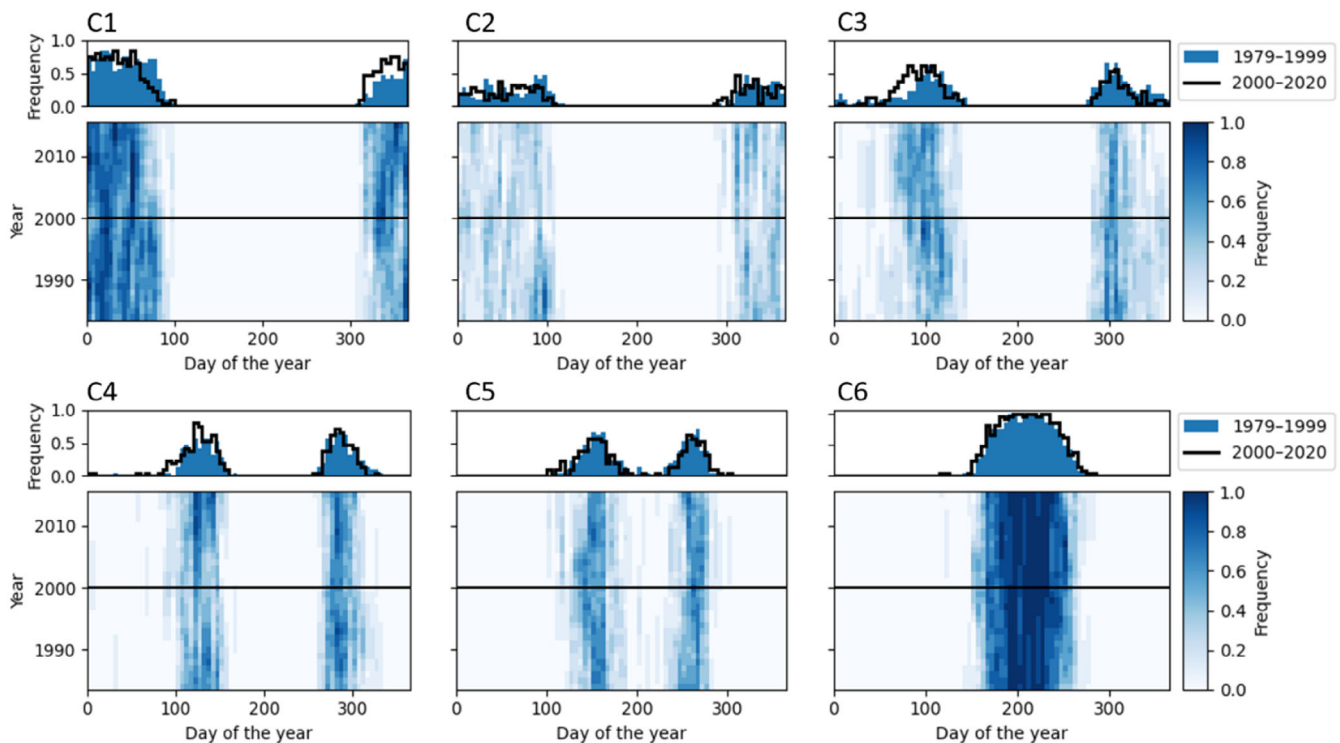 C1
C2
C3
Frequency
1.0
0.5
0.0
1979–1999
2000–2020
Year
2010
2000
1990
0 100 200 300
Day of the year
0 100 200 300
Day of the year
0 100 200 300
Day of the year
1.0
0.8
0.6
0.4
0.2
0.0
Frequency
C4
C5
C6
Frequency
1.0
0.5
0.0
1979–1999
2000–2020
Year
2010
2000
1990
0 100 200 300
Day of the year
0 100 200 300
Day of the year
0 100 200 300
Day of the year
1.0
0.8
0.6
0.4
0.2
0.0
Frequency